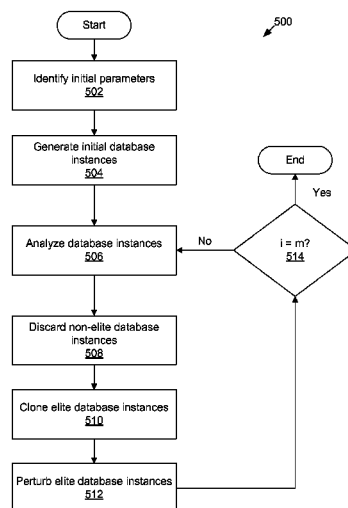 Start
500
Identify initial parameters
502
Generate initial database
instances
504
End
Yes
Analyze database instances
506
No
i = m?
514
Discard non-elite database
instances
508
Clone elite database instances
510
Perturb elite database instances
512